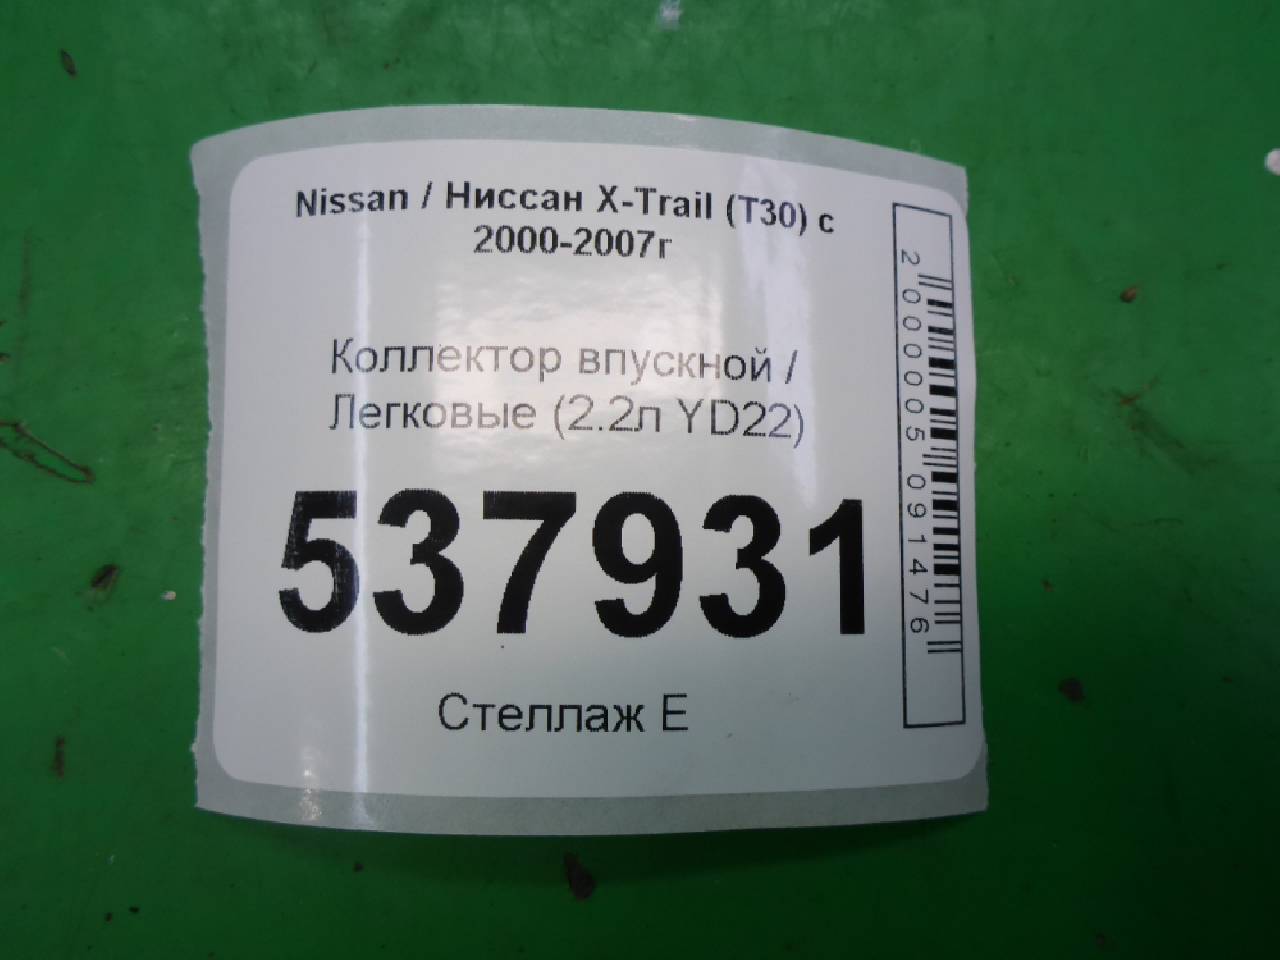 Nissan / Ниссан X-Trail (T30) с
2000-2007г
Коллектор впускной /
Легковые (2.2л YD22)
537931
Стеллаж Е
2000005091476